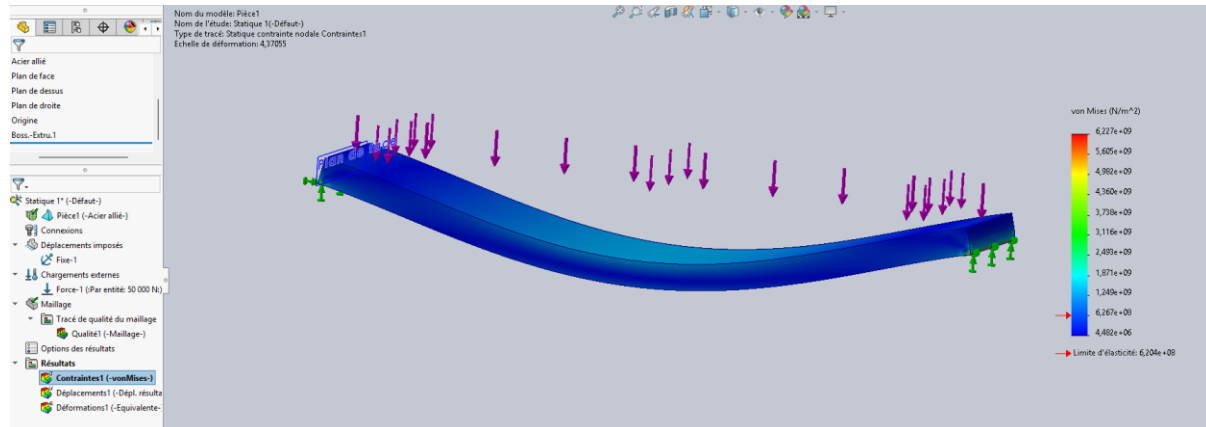 Nom du modèle: Pièce1
Nom de l'étude: Statique 1(-Défaut-)
Type de tracé: Statique contrainte nodale Contraintes1
Echelle de déformation: 4,37055
Acier allié
Plan de face
Plan de dessus
Plan de droite
Origine
Boss.-Extru.1
Statique 1* (-Défaut-)
Pièce1 (-Acier allié-)
Connexions
Déplacements imposés
Fixe-1
Chargements externes
Force-1 (:Par entité: 50 000 N:)
Maillage
Tracé de qualité du maillage
Qualité1 (-Maillage-)
Options des résultats
Résultats
Contraintes1 (-vonMises-)
Déplacements1 (-Dépl. résulta
Déformations1 (-Equivalente-
Plan de face
von Mises (N/m^2)
6,227e+09
5,605e+09
4,982e+09
4,360e+09
3,738e+09
3,116e+09
2,493e+09
1,871e+09
1,249e+09
6,267e+08
4,482e+06
Limite d'élasticité: 6,204e+08